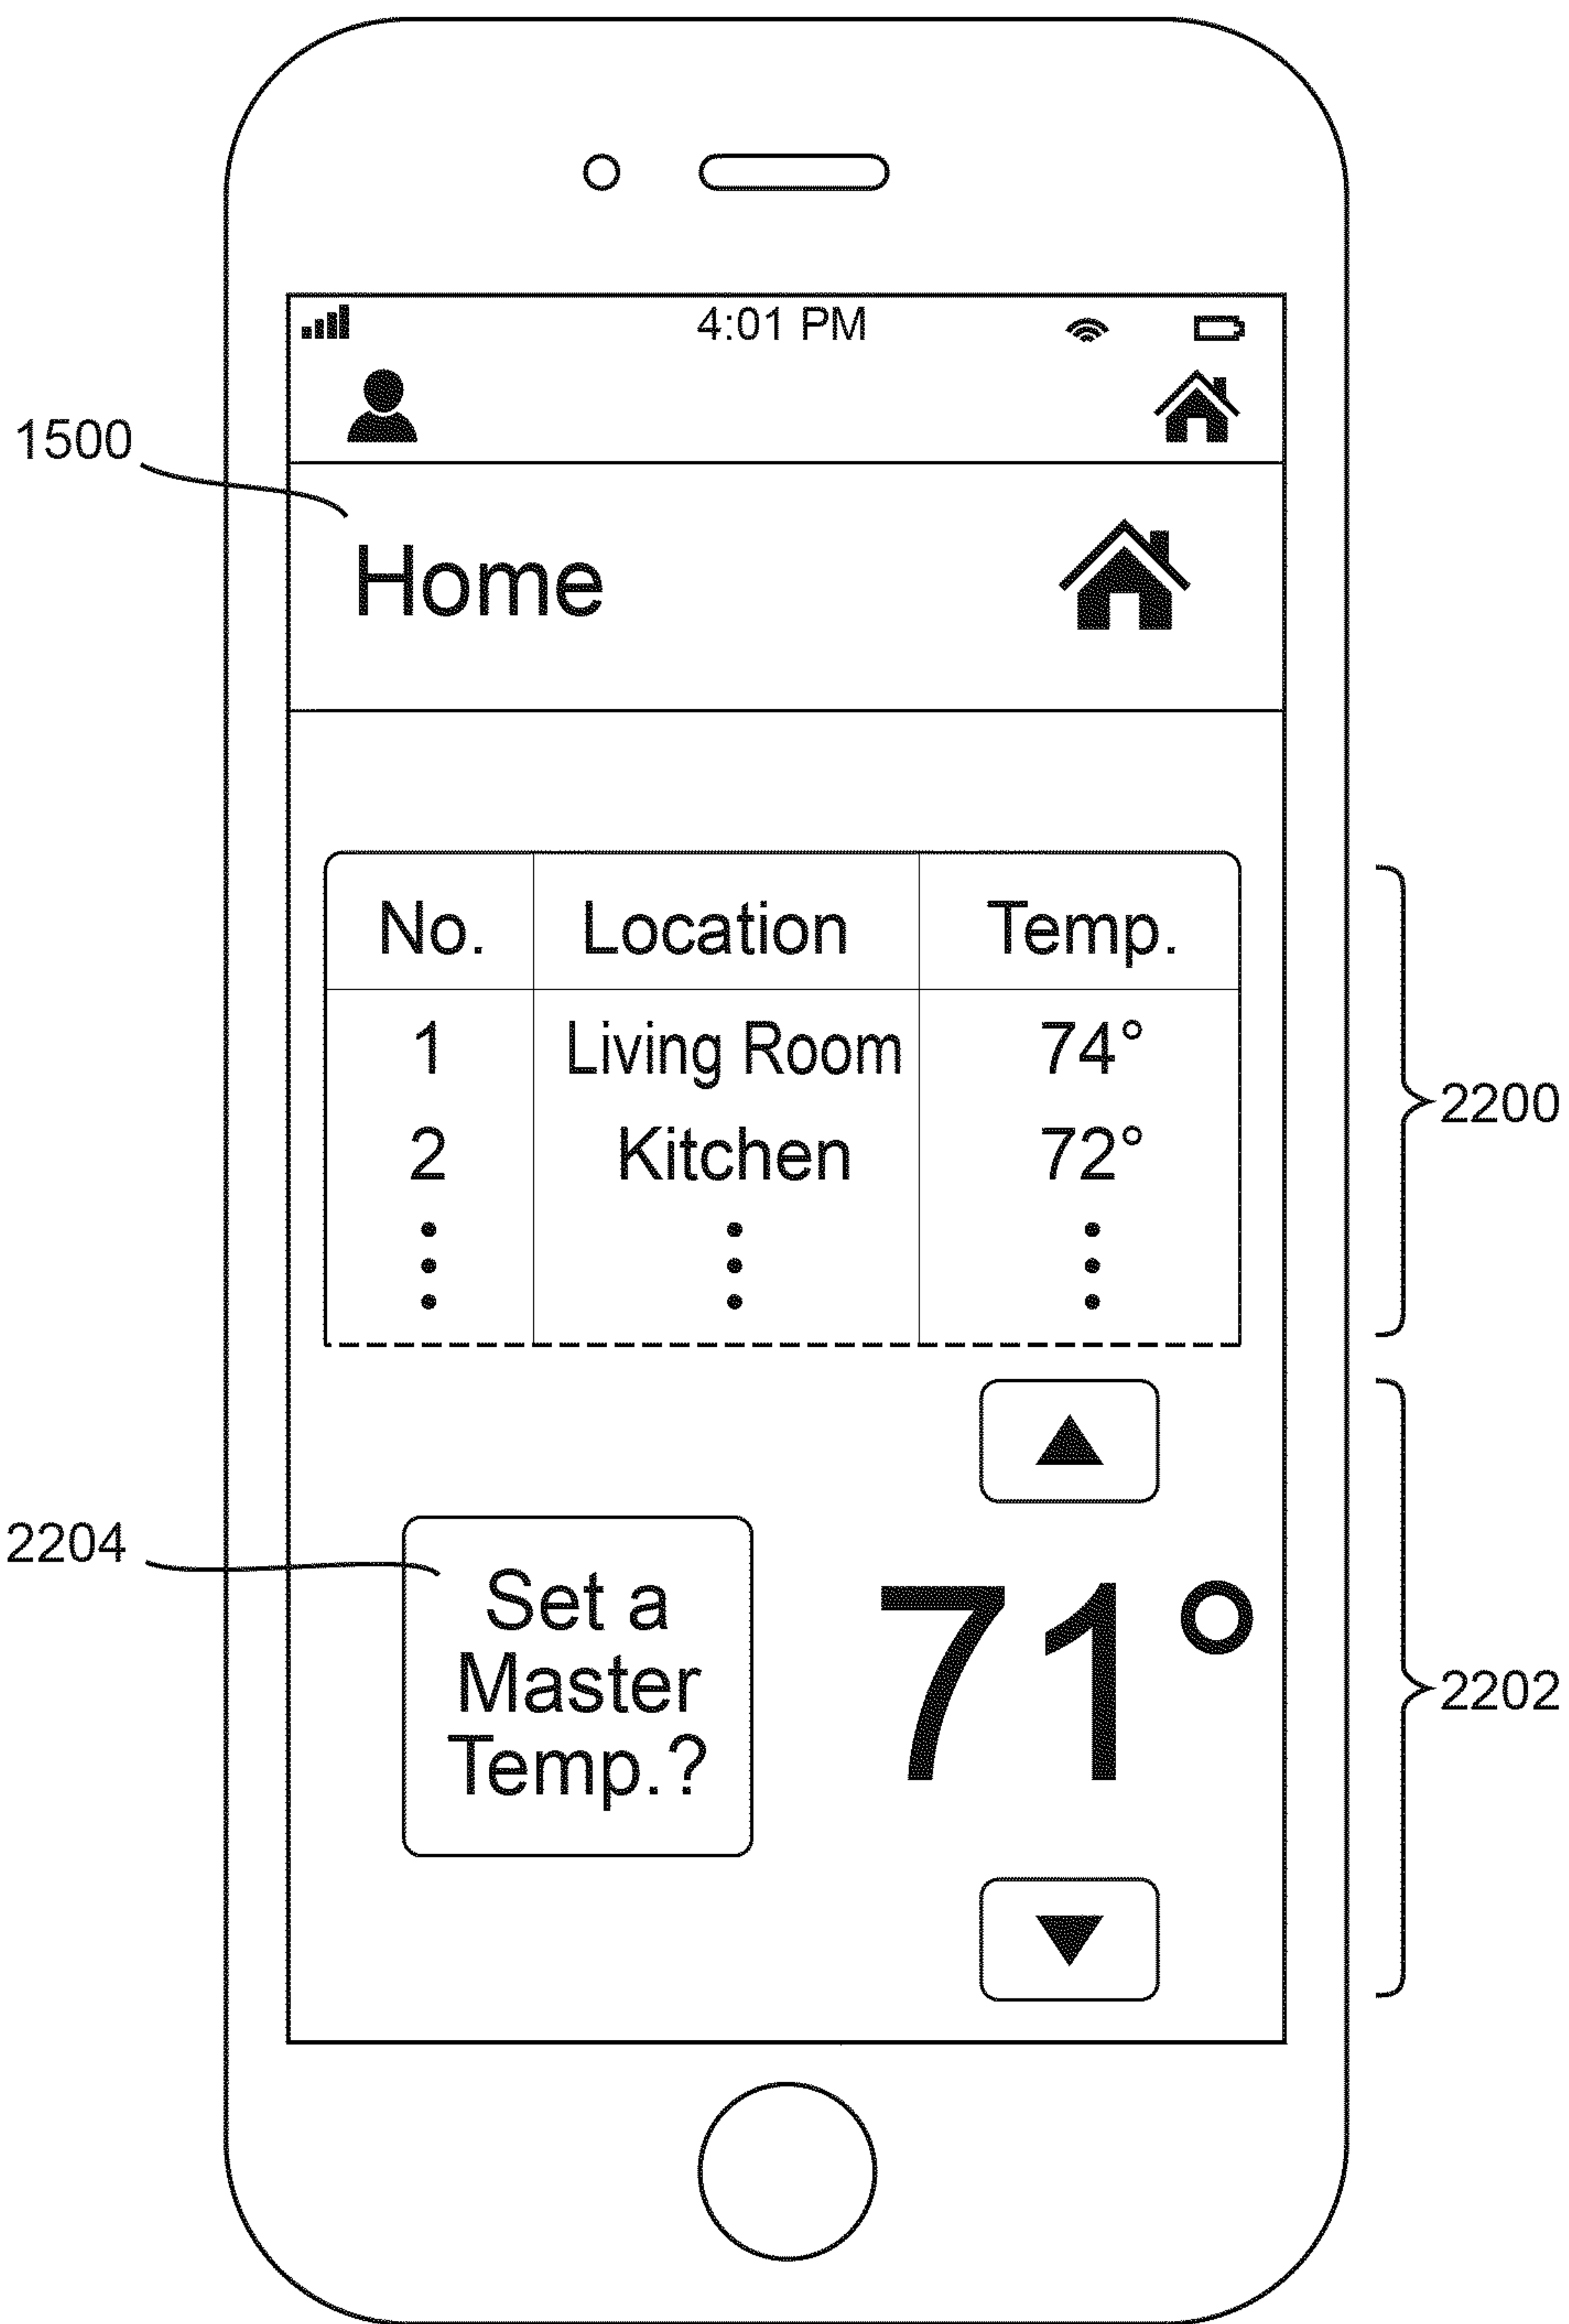 4:01 PM
1500
Home
No. Location Temp.
1 Living Room 74°
2 Kitchen 72°
2200
2204
Set a
Master
Temp.?
71°
2202